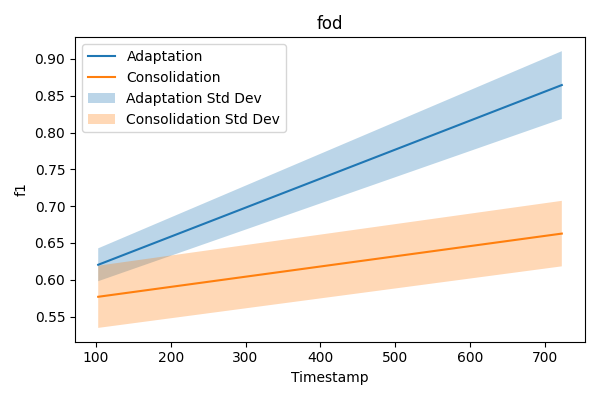 fod
Adaptation
Consolidation
Adaptation Std Dev
Consolidation Std Dev
f1
0.90
0.85
0.80
0.75
0.70
0.65
0.60
0.55
100 200 300 400 500 600 700
Timestamp